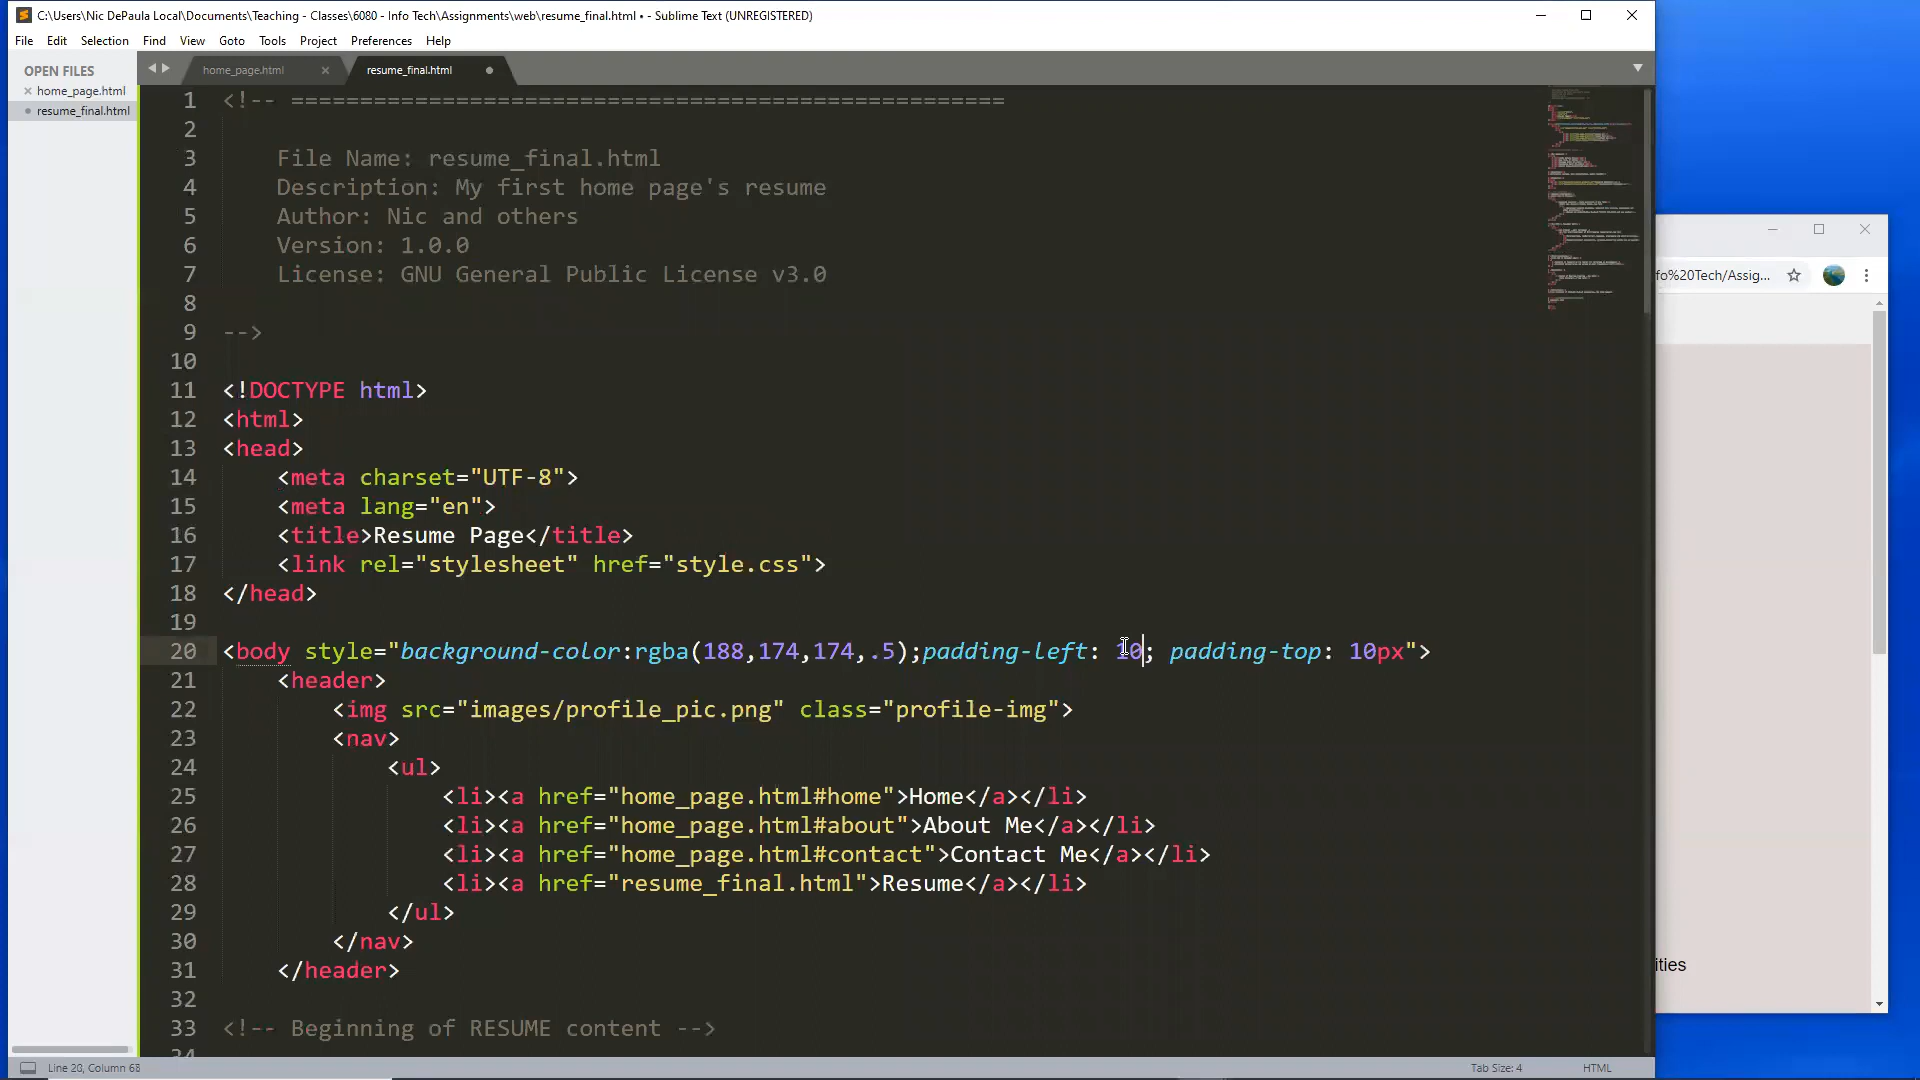 C:\Users\Nic DePaula Local\Documents\Teaching - Classes\6080 - Info Tech\Assignments\web\resume_final.html • - Sublime Text (UNREGISTERED)
File Edit Selection Find View Goto Tools Project Preferences Help
OPEN FILES
home_page.html
resume_final.html
home_page.html
resume_final.html
1 <!-- ====================================================
2
3 File Name: resume_final.html
4 Description: My first home page's resume
5 Author: Nic and others
6 Version: 1.0.0
7 License: GNU General Public License v3.0
8
9 -->
10
11 <!DOCTYPE html>
12 <html>
13 <head>
14 <meta charset="UTF-8">
15 <meta lang="en">
16 <title>Resume Page</title>
17 <link rel="stylesheet" href="style.css">
18 </head>
19
20 <body style="background-color:rgba(188,174,174,.5);padding-left: 10; padding-top: 10px">
21 <header>
22 <img src="images/profile_pic.png" class="profile-img">
23 <nav>
24 <ul>
25 <li><a href="home_page.html#home">Home</a></li>
26 <li><a href="home_page.html#about">About Me</a></li>
27 <li><a href="home_page.html#contact">Contact Me</a></li>
28 <li><a href="resume_final.html">Resume</a></li>
29 </ul>
30 </nav>
31 </header>
32
33 <!-- Beginning of RESUME content -->
fo%20Tech/Assig...
ities
Line 20, Column 68
Tab Size: 4
HTML